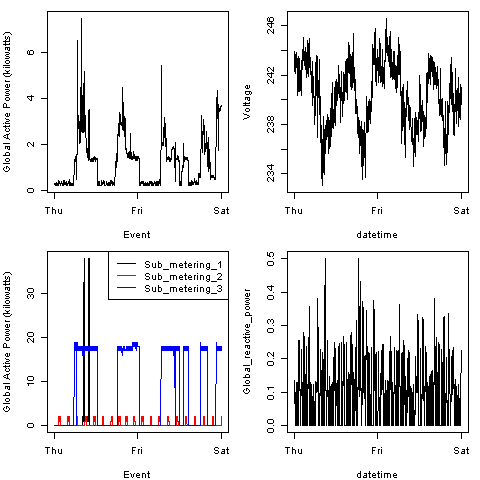 Global Active Power (kilowatts)
0 2 4 6
Thu Fri Sat
Event
Voltage
234 238 242 246
Thu Fri Sat
datetime
Global Active Power (kilowatts)
0 10 20 30
Sub_metering_1
Sub_metering_2
Sub_metering_3
Thu Fri Sat
Event
Global_reactive_power
0.0 0.1 0.2 0.3 0.4 0.5
Thu Fri Sat
datetime